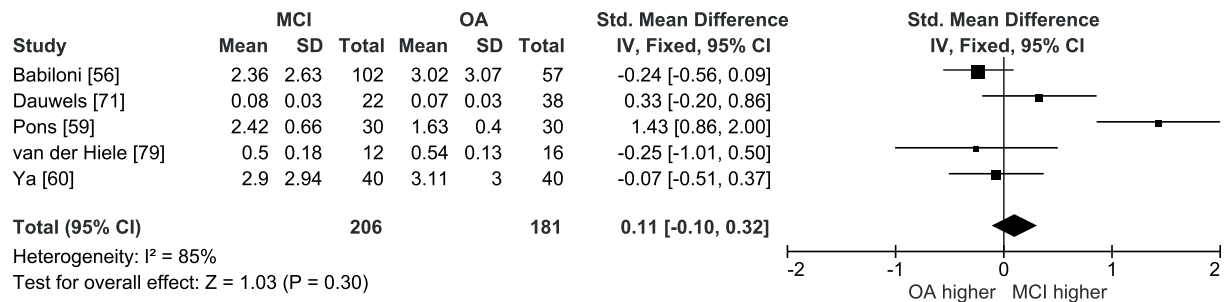 MCI OA Std. Mean Difference Std. Mean Difference
Study Mean SD Total Mean SD Total IV, Fixed, 95% CI IV, Fixed, 95% CI
Babiloni [56] 2.36 2.63 102 3.02 3.07 57 -0.24 [-0.56, 0.09]
Dauwels [71] 0.08 0.03 22 0.07 0.03 38 0.33 [-0.20, 0.86]
Pons [59] 2.42 0.66 30 1.63 0.4 30 1.43 [0.86, 2.00]
van der Hiele [79] 0.5 0.18 12 0.54 0.13 16 -0.25 [-1.01, 0.50]
Ya [60] 2.9 2.94 40 3.11 3 40 -0.07 [-0.51, 0.37]
Total (95% CI) 206 181 0.11 [-0.10, 0.32]
Heterogeneity: I² = 85%
Test for overall effect: Z = 1.03 (P = 0.30)
-2 -1 0 1 2
OA higher MCI higher